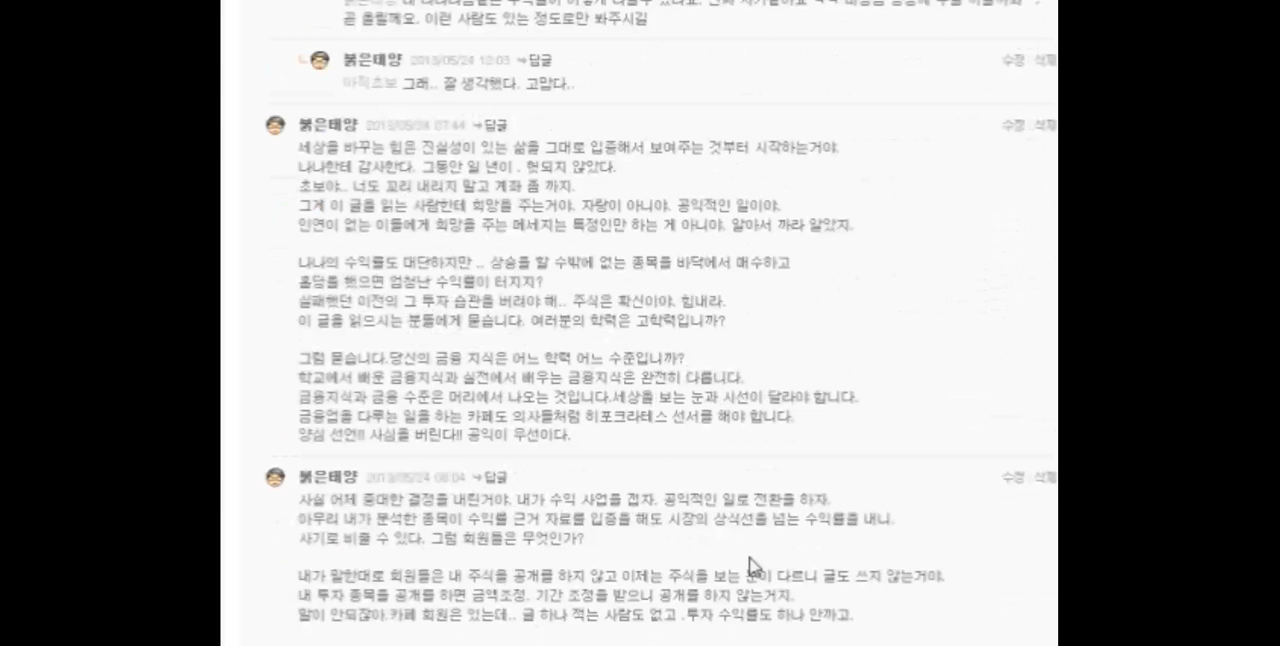 곧 올릴께요. 이런 사람도 있는 정도로만 봐주시길
붉은태양 2013/05/24 12:03 답글
수정 삭제
아직초보 그래.. 잘 생각했다. 고맙다..
붉은태양 2013/05/24 07:44 답글
수정 삭제
세상을 바꾸는 힘은 진실성이 있는 삶을 그대로 입증해서 보여주는 것부터 시작하는거야.
나나한테 감사한다. 그동안 일 년이 . 헛되지 않았다.
초보야.. 너도 꼬리 내리지 말고 계좌 좀 까지.
그게 이 글을 읽는 사람한테 희망을 주는거야. 자랑이 아니야. 공익적인 일이야.
인연이 없는 이들에게 희망을 주는 메세지는 특정인만 하는 게 아니야. 알아서 까라 알았지.
나나의 수익률도 대단하지만 .. 상승을 할 수밖에 없는 종목을 바닥에서 매수하고
홀딩을 했으면 엄청난 수익률이 터지지?
실패했던 이전의 그 투자 습관을 버려야 해.. 주식은 확신이야. 힘내라.
이 글을 읽으시는 분들에게 묻습니다. 여러분의 학력은 고학력입니까?
그럼 묻습니다.당신의 금융 지식은 어느 학력 어느 수준입니까?
학교에서 배운 금융지식과 실전에서 배우는 금융지식은 완전히 다릅니다.
금융지식과 금융 수준은 머리에서 나오는 것입니다.세상을 보는 눈과 시선이 달라야 합니다.
금융업을 다루는 일을 하는 카페도 의사들처럼 히포크라테스 선서를 해야 합니다.
양심 선언!! 사심을 버린다!! 공익이 우선이다.
붉은태양 2013/05/24 08:04 답글
수정 삭제
사실 어제 중대한 결정을 내린거야. 내가 수익 사업을 접자. 공익적인 일로 전환을 하자.
아무리 내가 분석한 종목이 수익률 근거 자료를 입증을 해도 시장의 상식선을 넘는 수익률을 내니.
사기로 비출 수 있다. 그럼 회원들은 무엇인가?
내가 말한대로 회원들은 내 주식을 공개를 하지 않고 이제는 주식을 보는 눈이 다르니 글도 쓰지 않는거야.
내 투자 종목을 공개를 하면 금액조정. 기간 조정을 받으니 공개를 하지 않는거지.
말이 안되잖아.카페 회원은 있는데.. 글 하나 적는 사람도 없고 .투자 수익률도 하나 안까고.